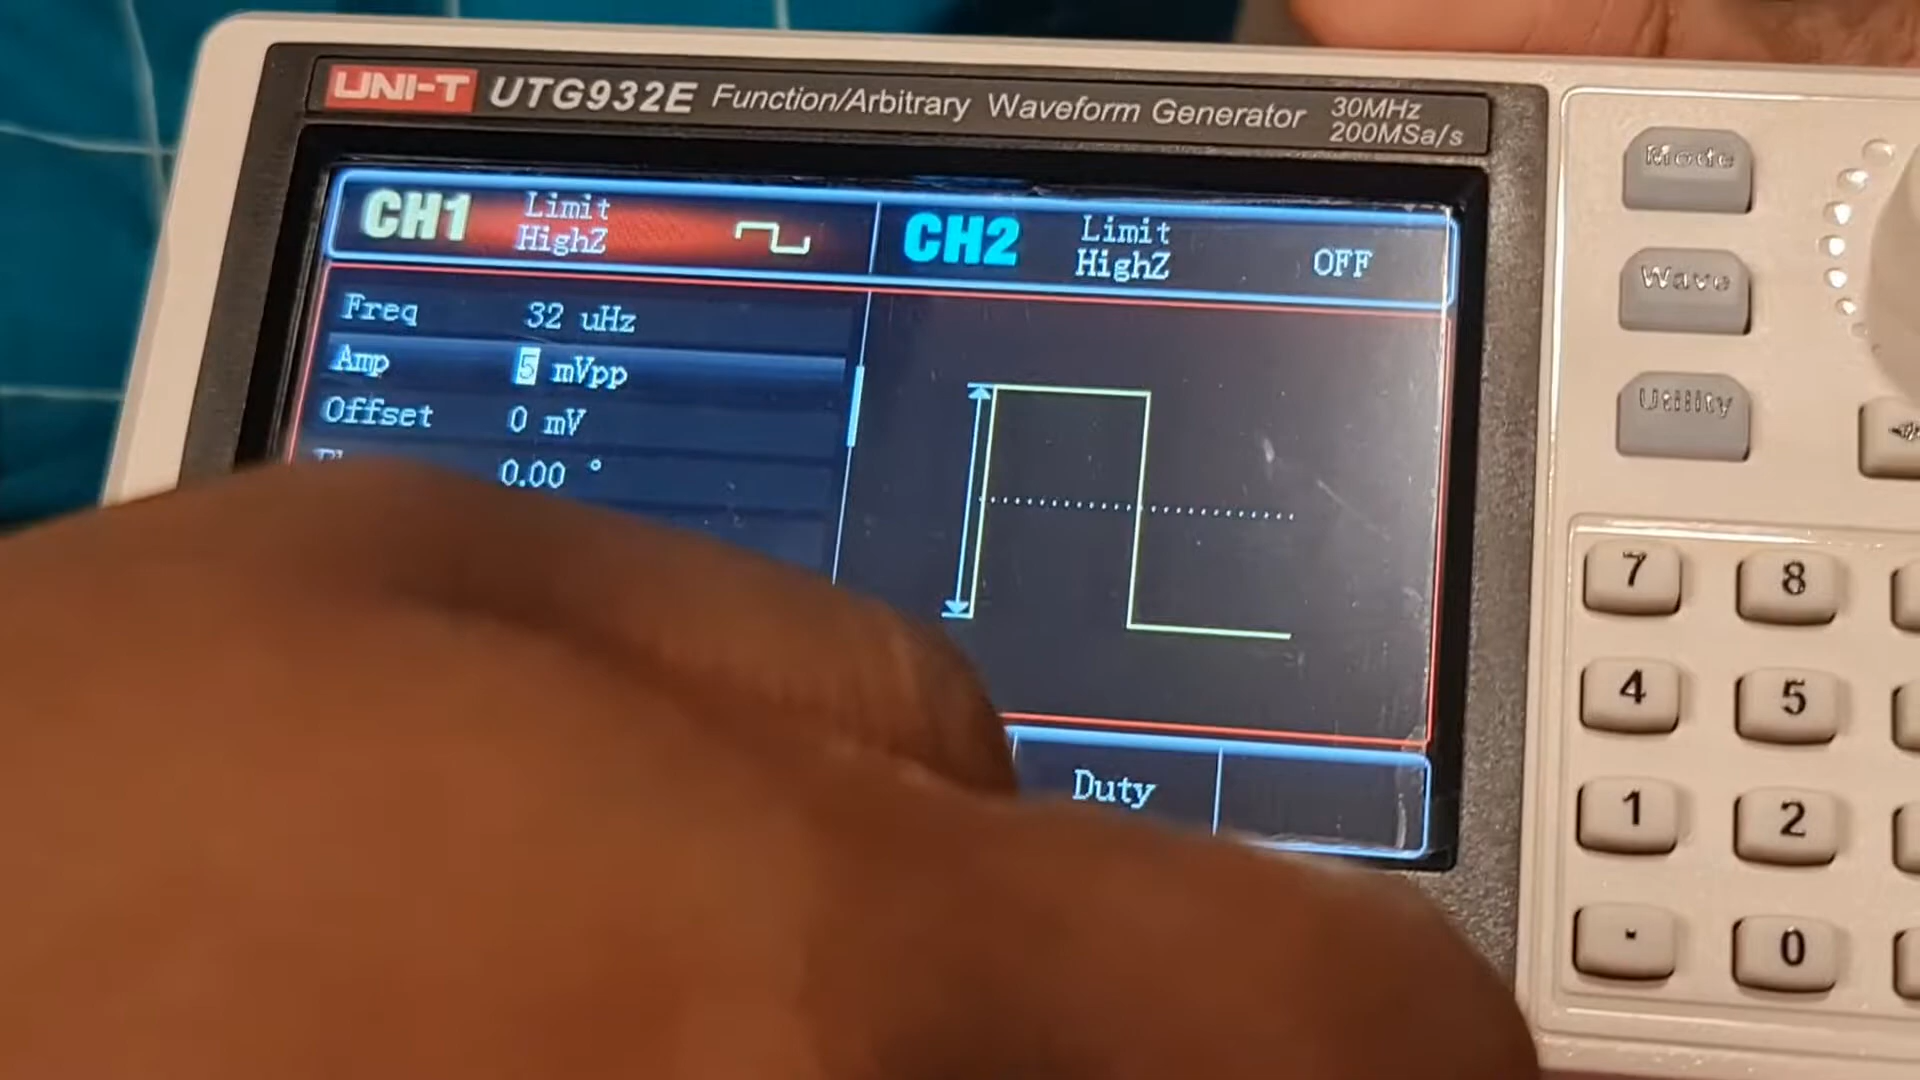 UNI-T UTG932E Function/Arbitrary Waveform Generator 30MHz 200MSa/s
CH1 Limit HighZ
CH2 Limit HighZ OFF
Freq 32 uHz
Amp 5 mVpp
Offset 0 mV
0.00 °
Duty
Mode
Wave
Utility
7 8
4 5
1 2
. 0